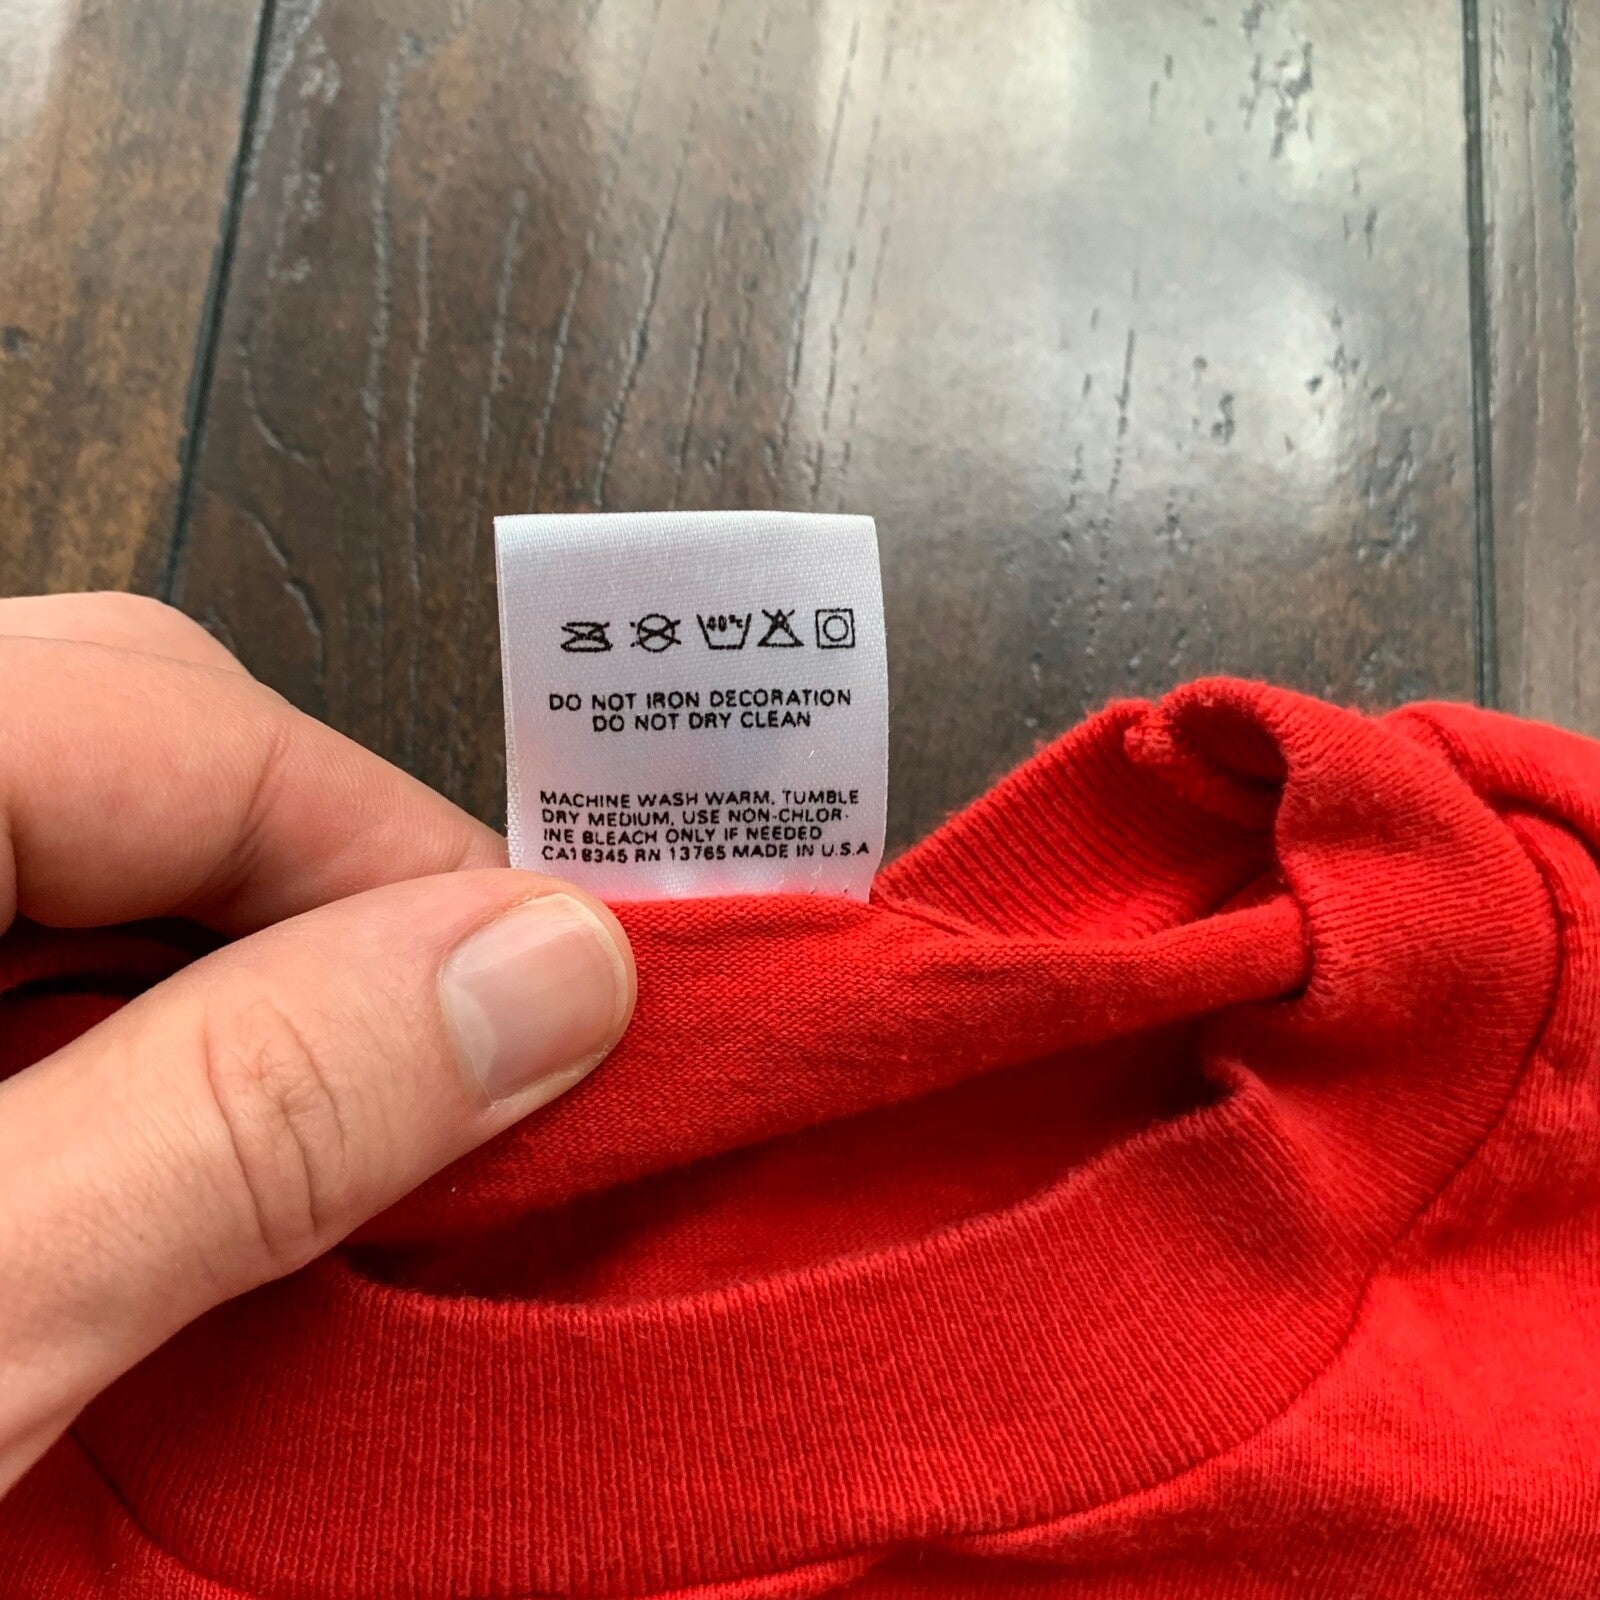 40°C
DO NOT IRON DECORATION
DO NOT DRY CLEAN
MACHINE WASH WARM, TUMBLE
DRY MEDIUM, USE NON-CHLOR-
INE BLEACH ONLY IF NEEDED
CA18345 RN 13765 MADE IN U.S.A